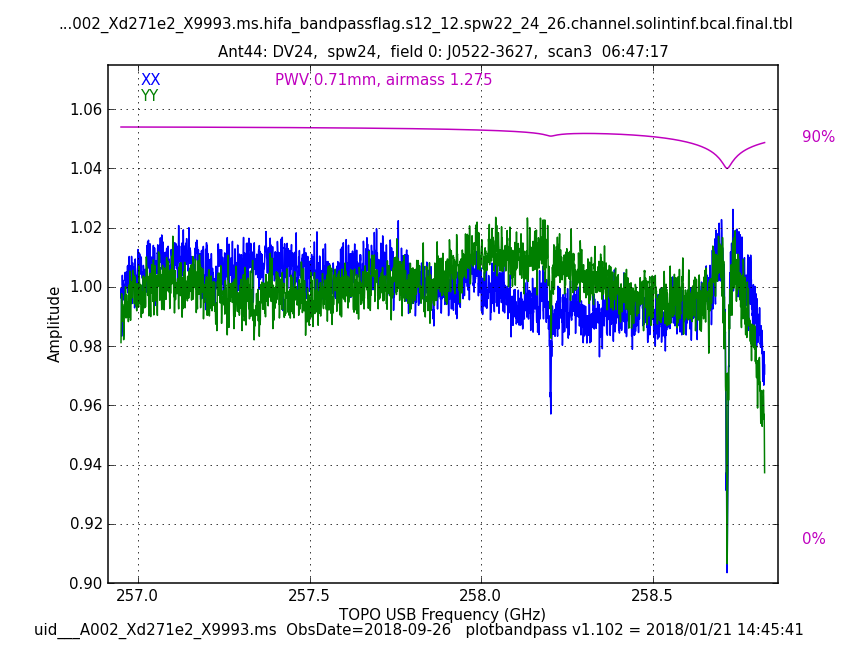 ...002_Xd271e2_X9993.ms.hifa_bandpassflag.s12_12.spw22_24_26.channel.solintinf.bcal.final.tbl
Ant44: DV24,  spw24,  field 0: J0522-3627,  scan3  06:47:17
XX
YY
PWV 0.71mm, airmass 1.275
1.06
1.04
1.02
1.00
0.98
0.96
0.94
0.92
0.90
Amplitude
90%
0%
257.0
257.5
258.0
258.5
TOPO USB Frequency (GHz)
uid___A002_Xd271e2_X9993.ms  ObsDate=2018-09-26   plotbandpass v1.102 = 2018/01/21 14:45:41